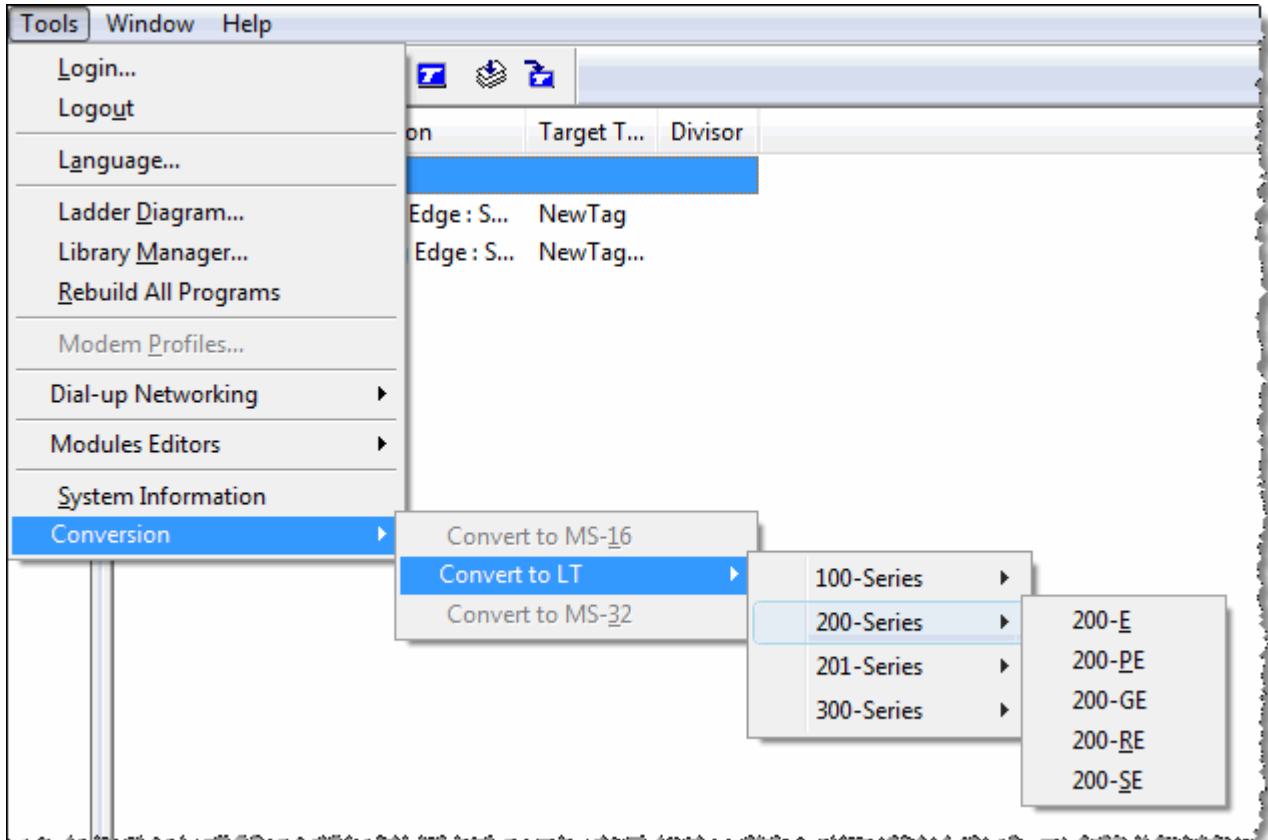 Tools Window Help
Login...
Logout
Language...
Ladder Diagram...
Library Manager...
Rebuild All Programs
Modem Profiles...
Dial-up Networking
Modules Editors
System Information
Conversion
on Target T... Divisor
Edge : S... NewTag
Edge : S... NewTag...
Convert to MS-16
Convert to LT
Convert to MS-32
100-Series
200-Series
201-Series
300-Series
200-E
200-PE
200-GE
200-RE
200-SE